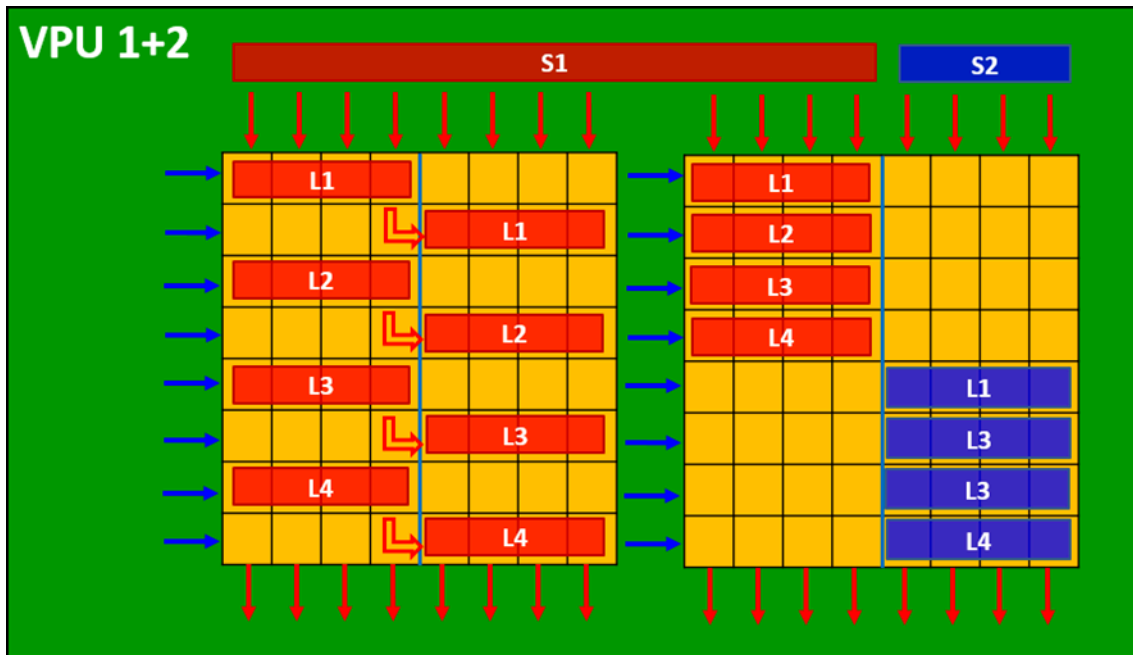 VPU 1+2
S1 S2
L1 L1
L1 L2
L2 L3
L2 L4
L3 L1
L3 L3
L4 L3
L4 L4